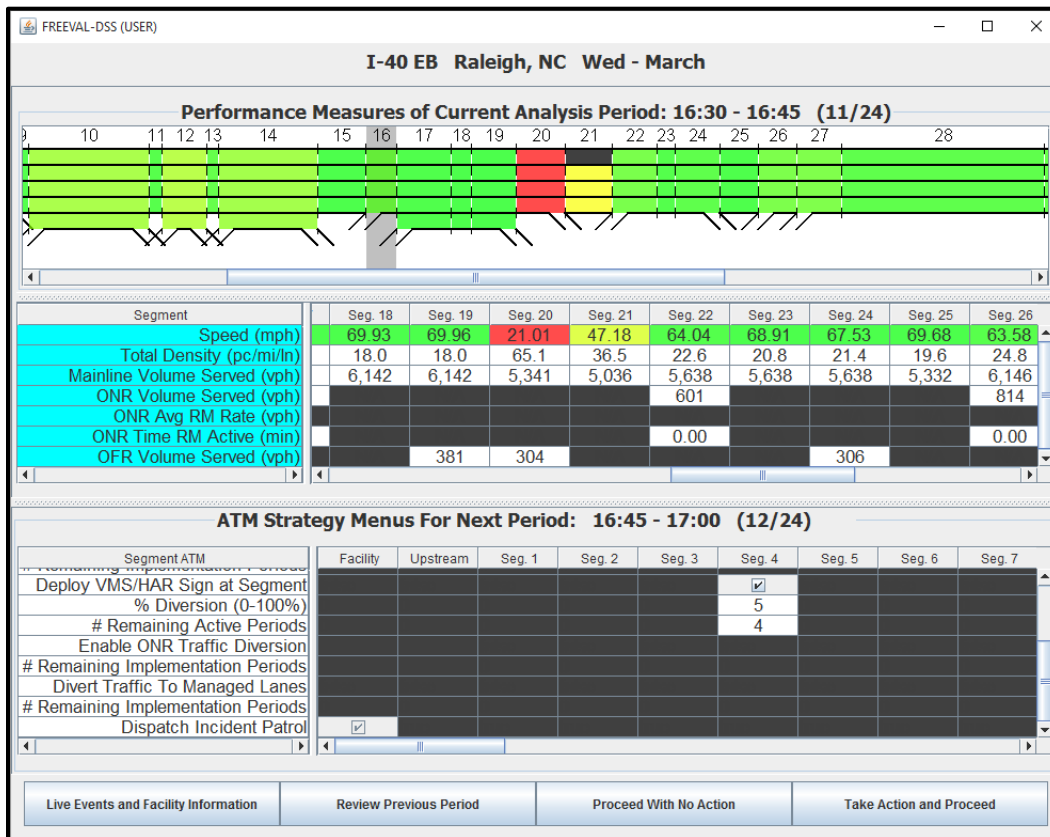 FREEVAL-DSS (USER)
I-40 EB Raleigh, NC Wed - March
Performance Measures of Current Analysis Period: 16:30 - 16:45 (11/24)
10 11 12 13 14 15 16 17 18 19 20 21 22 23 24 25 26 27 28
Segment Seg. 18 Seg. 19 Seg. 20 Seg. 21 Seg. 22 Seg. 23 Seg. 24 Seg. 25 Seg. 26
Speed (mph) 69.93 69.96 21.01 47.18 64.04 68.91 67.53 69.68 63.58
Total Density (pc/mi/ln) 18.0 18.0 65.1 36.5 22.6 20.8 21.4 19.6 24.8
Mainline Volume Served (vph) 6,142 6,142 5,341 5,036 5,638 5,638 5,638 5,332 6,146
ONR Volume Served (vph) 601 814
ONR Avg RM Rate (vph)
ONR Time RM Active (min) 0.00 0.00
OFR Volume Served (vph) 381 304 306
ATM Strategy Menus For Next Period: 16:45 - 17:00 (12/24)
Segment ATM Facility Upstream Seg. 1 Seg. 2 Seg. 3 Seg. 4 Seg. 5 Seg. 6 Seg. 7
# Remaining Implementation Periods
Deploy VMS/HAR Sign at Segment
% Diversion (0-100%) 5
# Remaining Active Periods 4
Enable ONR Traffic Diversion
# Remaining Implementation Periods
Divert Traffic To Managed Lanes
# Remaining Implementation Periods
Dispatch Incident Patrol
Live Events and Facility Information Review Previous Period Proceed With No Action Take Action and Proceed